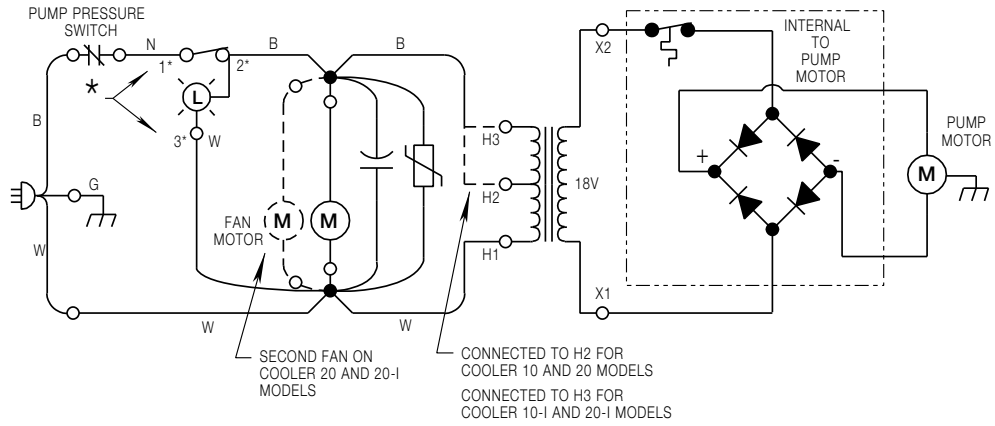 PUMP PRESSURE
SWITCH
N
B
B
1*
2*
*
L
3*
W
B
G
W
W
W
FAN
MOTOR
M
M
H3
H2
H1
18V
X2
X1
INTERNAL
TO
PUMP
MOTOR
+
-
PUMP
MOTOR
M
SECOND FAN ON
COOLER 20 AND 20-I
MODELS
CONNECTED TO H2 FOR
COOLER 10 AND 20 MODELS
CONNECTED TO H3 FOR
COOLER 10-I AND 20-I MODELS